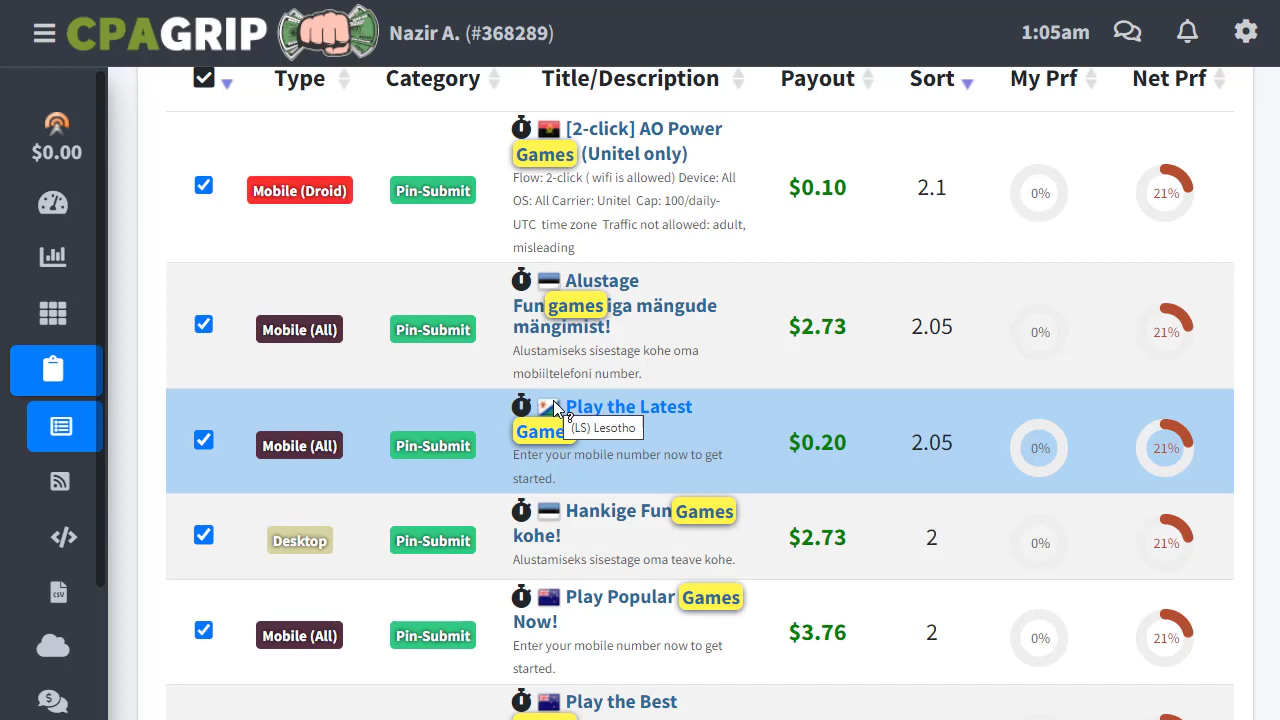 CPAGRIP Nazir A. (#368289) 1:05am
$0.00
Type Category Title/Description Payout Sort My Prf Net Prf
[2-click] AO Power
Games (Unitel only)
Flow: 2-click ( wifi is allowed) Device: All
OS: All Carrier: Unitel Cap: 100/daily-
UTC time zone Traffic not allowed: adult,
misleading
Mobile (Droid) Pin-Submit $0.10 2.1 0% 21%
Alustage
Fungamesiga mängude
mängimist!
Alustamiseks sisestage kohe oma
mobiiltelefoni number.
Mobile (All) Pin-Submit $2.73 2.05 0% 21%
Play the Latest
Game
(LS) Lesotho
Enter your mobile number now to get
started.
Mobile (All) Pin-Submit $0.20 2.05 0% 21%
Hankige Fun Games
kohe!
Alustamiseks sisestage oma teave kohe.
Desktop Pin-Submit $2.73 2 0% 21%
Play Popular Games
Now!
Enter your mobile number now to get
started.
Mobile (All) Pin-Submit $3.76 2 0% 21%
Play the Best
CSV